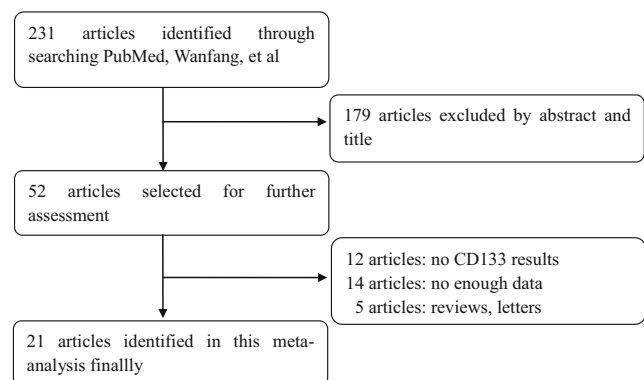 231 articles identified through
searching PubMed, Wanfang, et al
179 articles excluded by abstract and
title
52 articles selected for further
assessment
12 articles: no CD133 results
14 articles: no enough data
5 articles: reviews, letters
21 articles identified in this meta-
analysis finallly